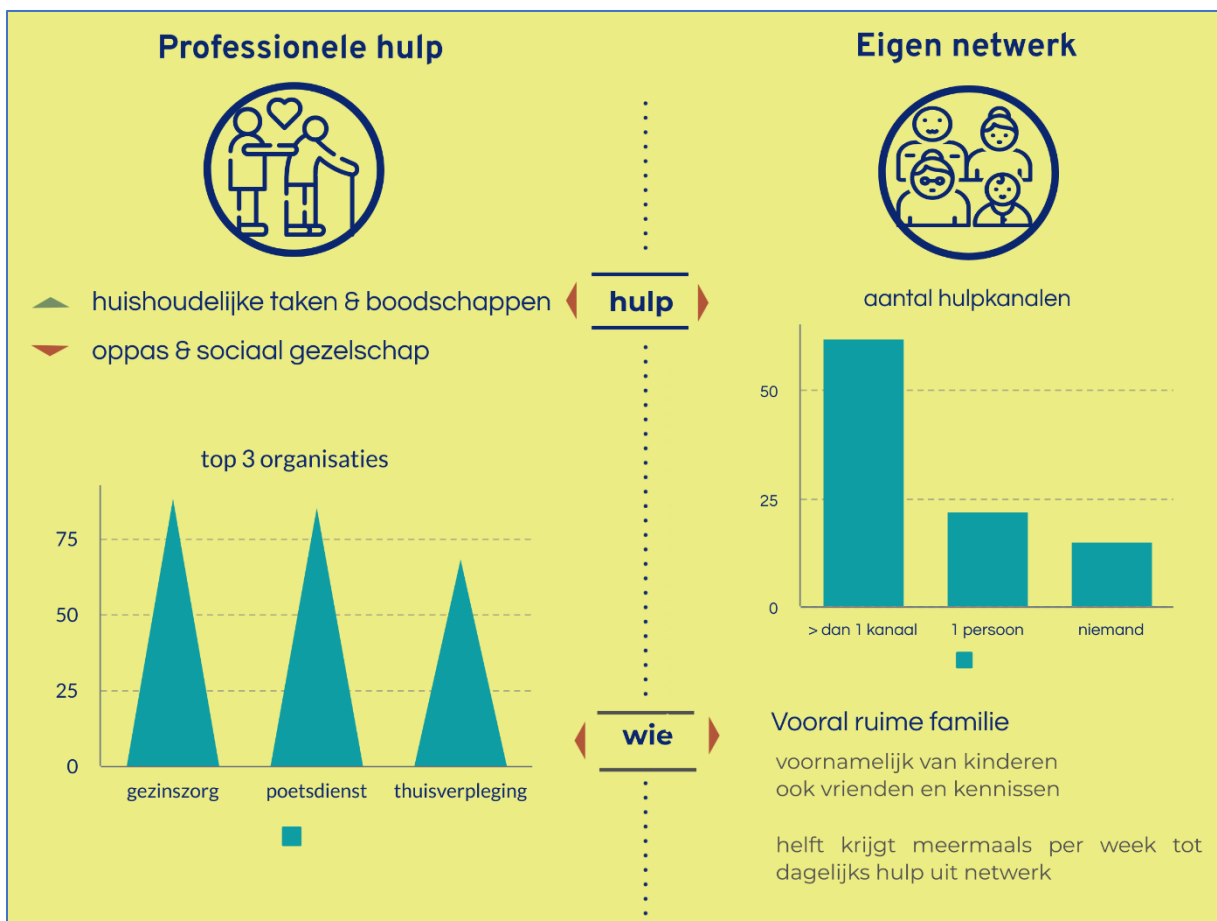 Professionele hulp
huishoudelijke taken & boodschappen
oppas & sociaal gezelschap
top 3 organisaties
75
50
25
0
gezinszorg poetsdienst thuisverpleging
hulp
wie
Eigen netwerk
aantal hulpkanalen
50
25
0
> dan 1 kanaal 1 persoon niemand
Vooral ruime familie
voornamelijk van kinderen
ook vrienden en kennissen
helft krijgt meermaals per week tot
dagelijks hulp uit netwerk